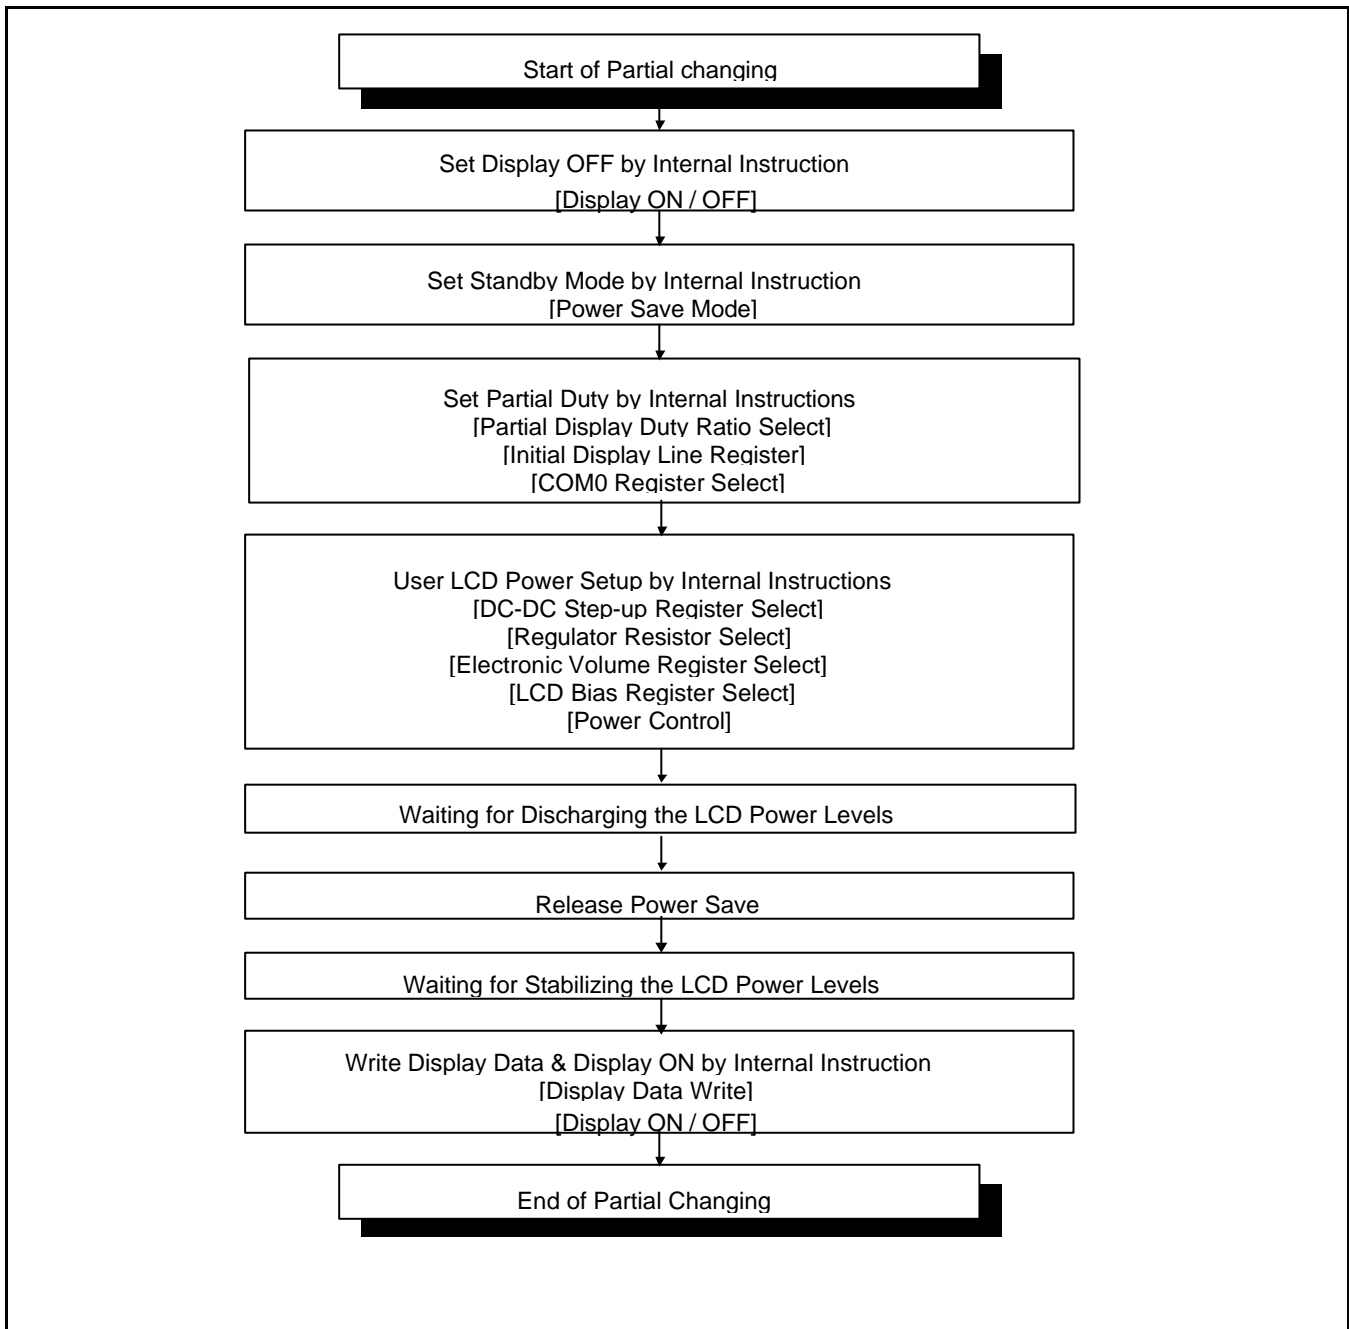 Start of Partial changing
Set Display OFF by Internal Instruction
[Display ON / OFF]
Set Standby Mode by Internal Instruction
[Power Save Mode]
Set Partial Duty by Internal Instructions
[Partial Display Duty Ratio Select]
[Initial Display Line Register]
[COM0 Register Select]
User LCD Power Setup by Internal Instructions
[DC-DC Step-up Register Select]
[Regulator Resistor Select]
[Electronic Volume Register Select]
[LCD Bias Register Select]
[Power Control]
Waiting for Discharging the LCD Power Levels
Release Power Save
Waiting for Stabilizing the LCD Power Levels
Write Display Data & Display ON by Internal Instruction
[Display Data Write]
[Display ON / OFF]
End of Partial Changing